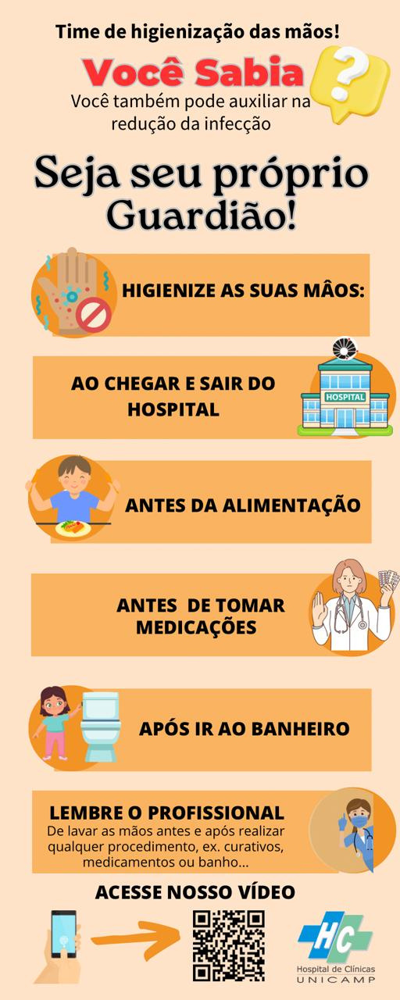 Time de higienização das mãos!
Você Sabia
Você também pode auxiliar na
redução da infecção
Seja seu próprio
Guardião!
HIGIENIZE AS SUAS MÂOS:
AO CHEGAR E SAIR DO
HOSPITAL
HOSPITAL
ANTES DA ALIMENTAÇÃO
ANTES DE TOMAR
MEDICAÇÕES
APÓS IR AO BANHEIRO
LEMBRE O PROFISSIONAL
De lavar as mãos antes e após realizar
qualquer procedimento, ex. curativos,
medicamentos ou banho...
ACESSE NOSSO VÍDEO
HC
Hospital de Clínicas
UNICAMP